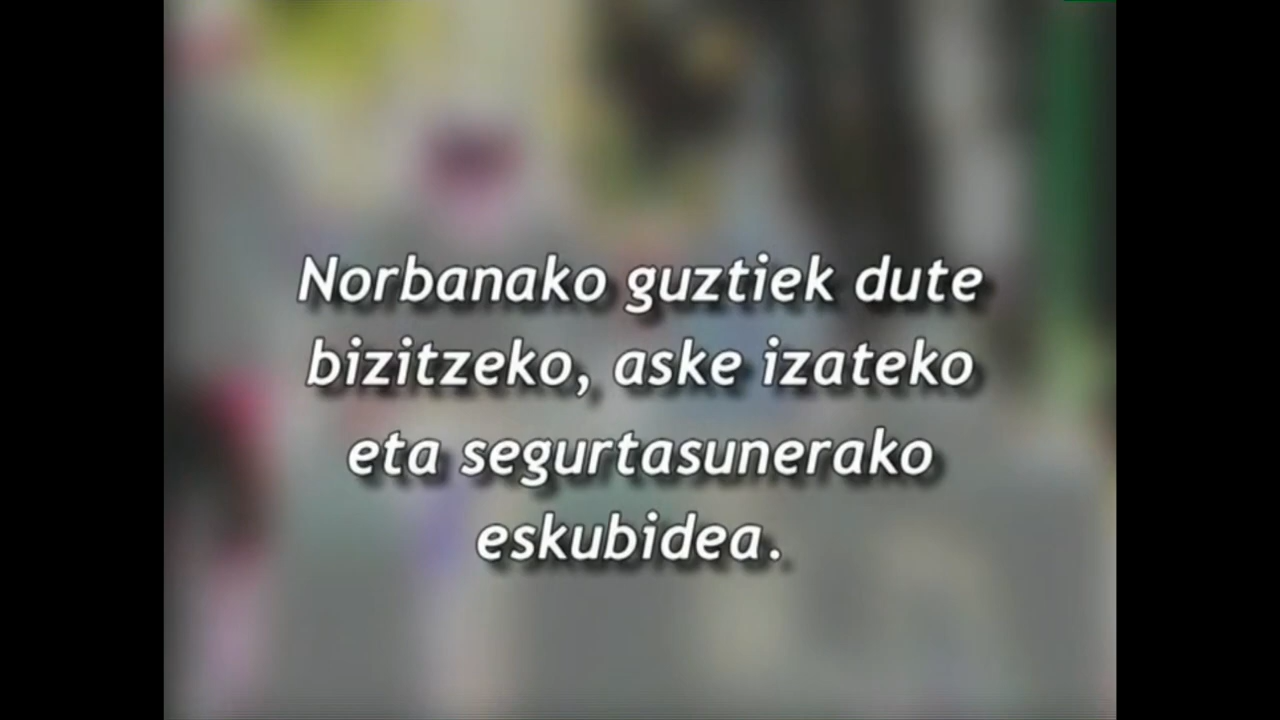 Norbanako guztiek dute
bizitzeko, aske izateko
eta segurtasunerako
eskubidea.